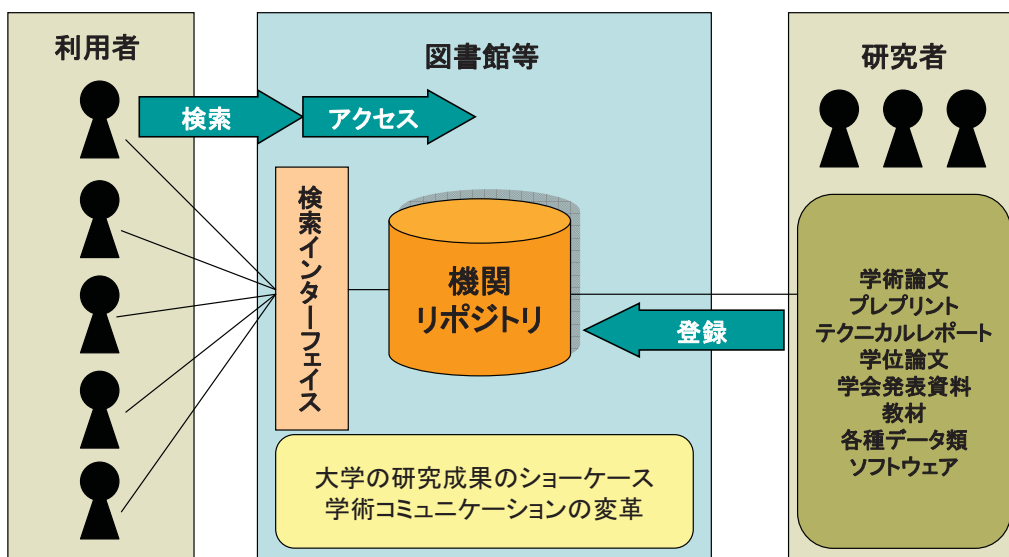 利用者
検索
図書館等
アクセス
検索インターフェイス
機関
リポジトリ
登録
大学の研究成果のショーケース
学術コミュニケーションの変革
研究者
学術論文
プレプリント
テクニカルレポート
学位論文
学会発表資料
教材
各種データ類
ソフトウェア